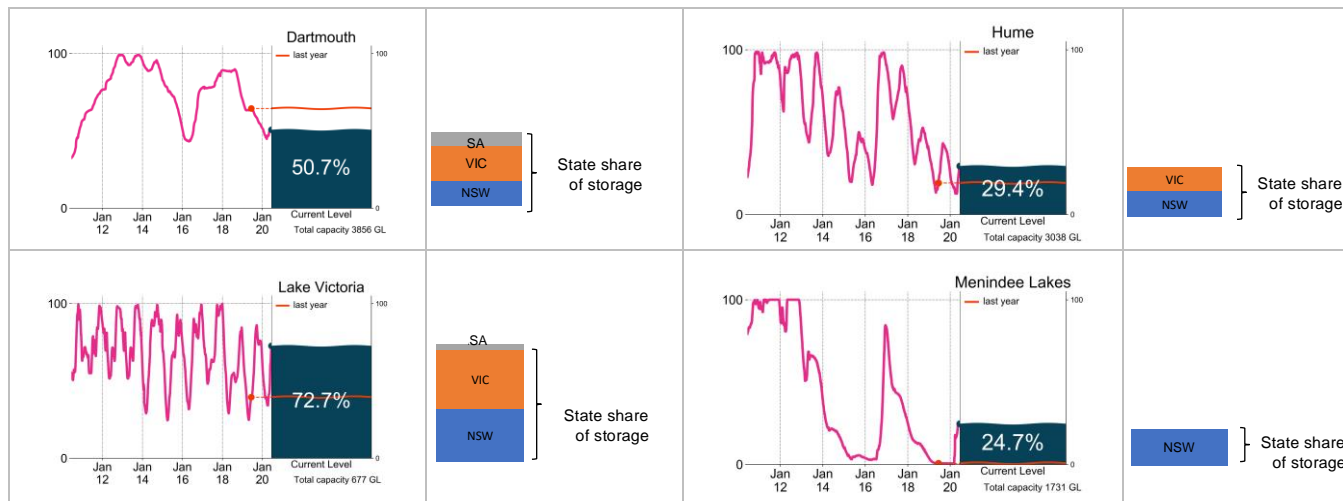 Dartmouth
last year
100
100
50.7%
0
0
Jan
12
Jan
14
Jan
16
Jan
18
Jan
20
Current Level
Total capacity 3856 GL
SA
VIC
NSW
State share
of storage
Hume
last year
100
100
29.4%
0
0
Jan
12
Jan
14
Jan
16
Jan
18
Jan
20
Current Level
Total capacity 3038 GL
VIC
NSW
State share
of storage
Lake Victoria
last year
100
100
72.7%
0
0
Jan
12
Jan
14
Jan
16
Jan
18
Jan
20
Current Level
Total capacity 677 GL
SA
VIC
NSW
State share
of storage
Menindee Lakes
last year
100
100
24.7%
0
0
Jan
12
Jan
14
Jan
16
Jan
18
Jan
20
Current Level
Total capacity 1731 GL
NSW
State share
of storage